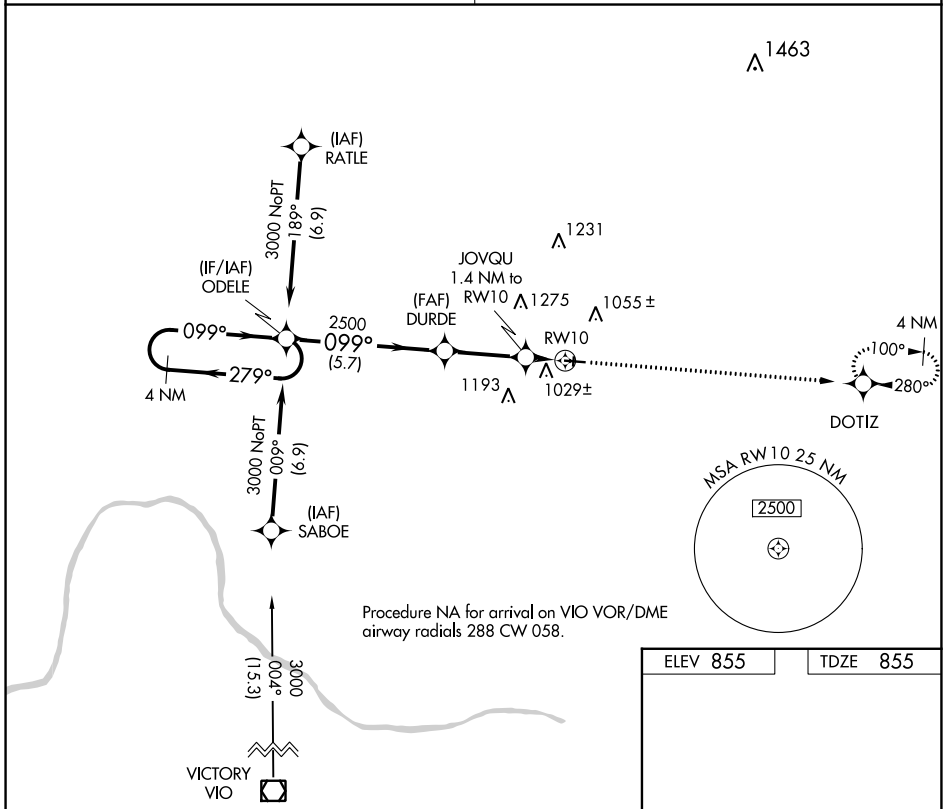 1463
(IAF)
RATLE
3000 NoPT
189°
(6.9)
1231
JOVQU
1.4 NM to
RW10
1275
1055 ±
(IF/IAF)
ODELE
(FAF)
DURDE
RW10
4 NM
099°
2500
099°
(5.7)
100°
279°
4 NM
1193
1029±
280°
DOTIZ
3000 NoPT
009°
(6.9)
MSA RW10 25 NM
2500
(IAF)
SABOE
Procedure NA for arrival on VIO VOR/DME
airway radials 288 CW 058.
3000
004°
(15.3)
ELEV 855
TDZE 855
VICTORY
VIO